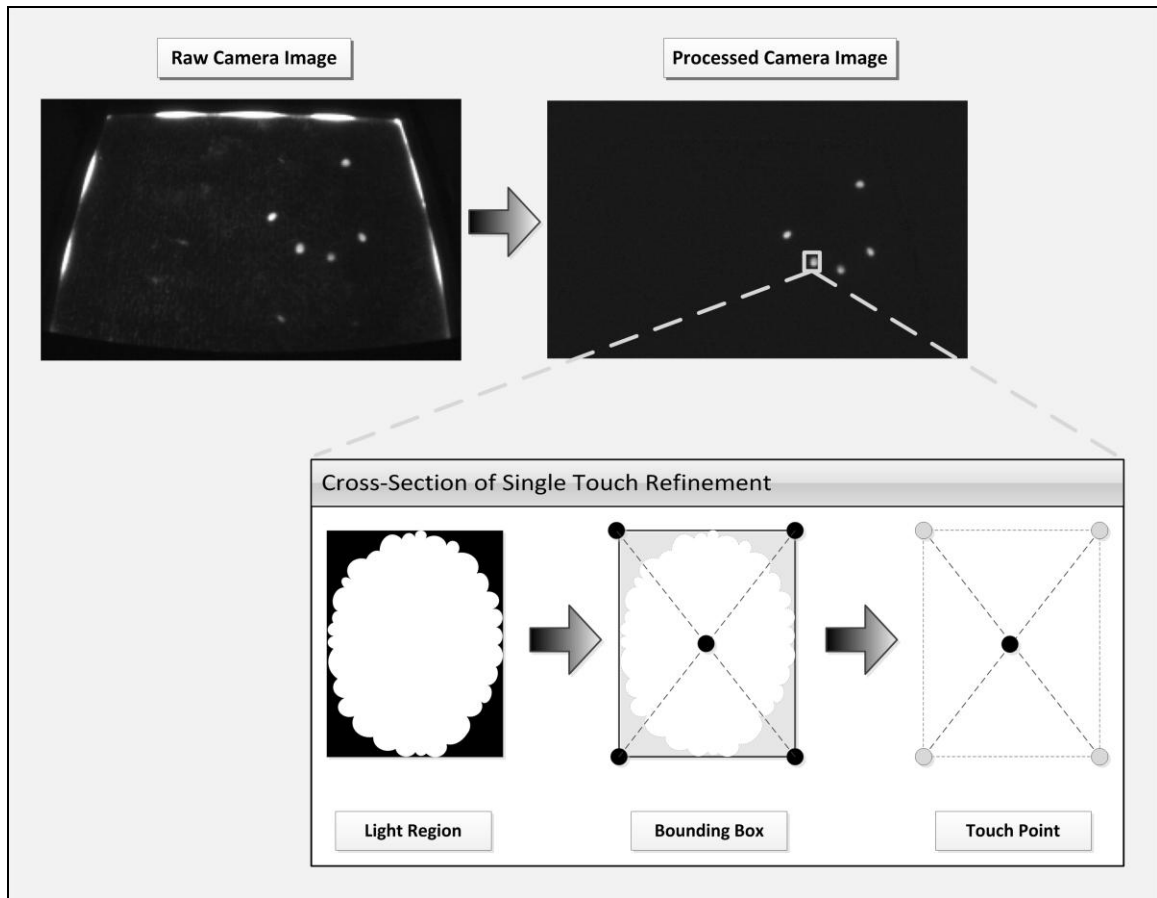 Raw Camera Image
Processed Camera Image
Cross-Section of Single Touch Refinement
Light Region
Bounding Box
Touch Point